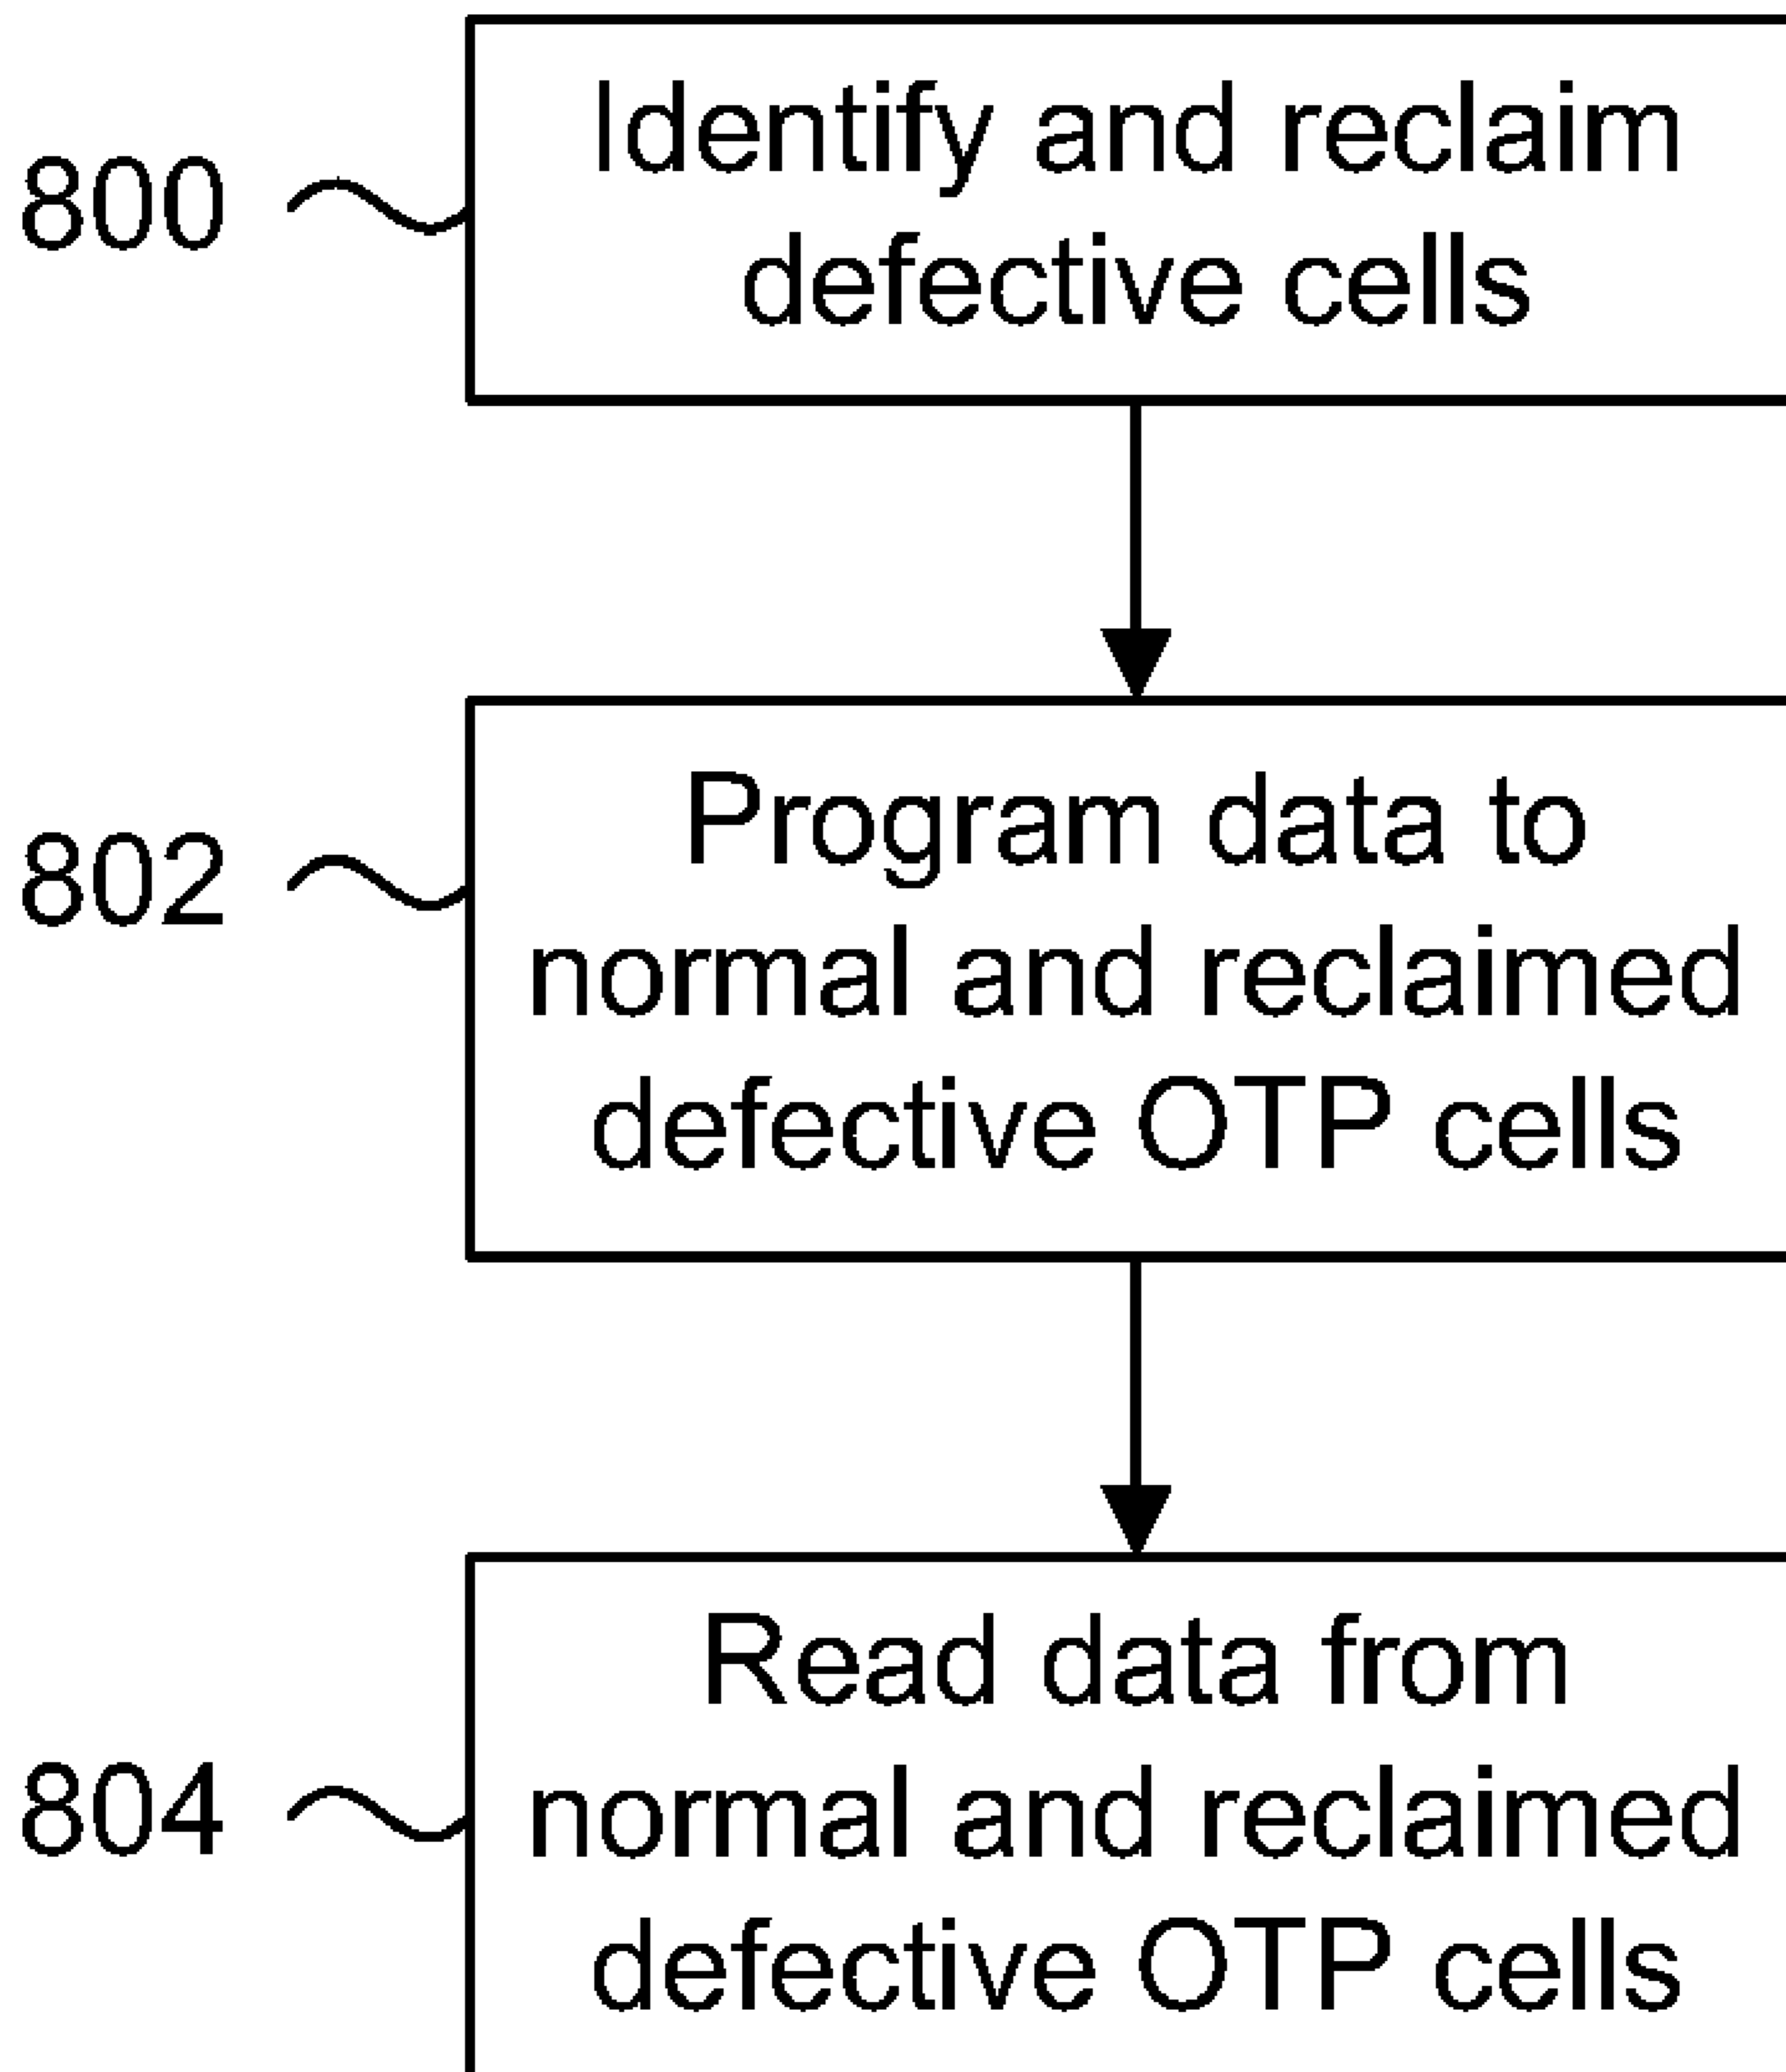 800
Identify and reclaim
defective cells
802
Program data to
normal and reclaimed
defective OTP cells
804
Read data from
normal and reclaimed
defective OTP cells